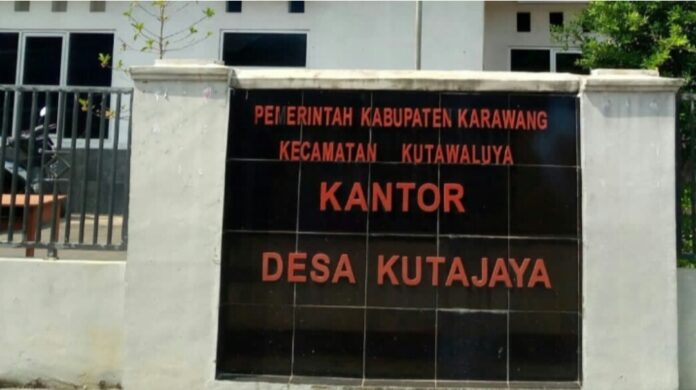 PEMERINTAH KABUPATEN KARAWANG
KECAMATAN KUTAWALUYA
KANTOR
DESA KUTAJAYA